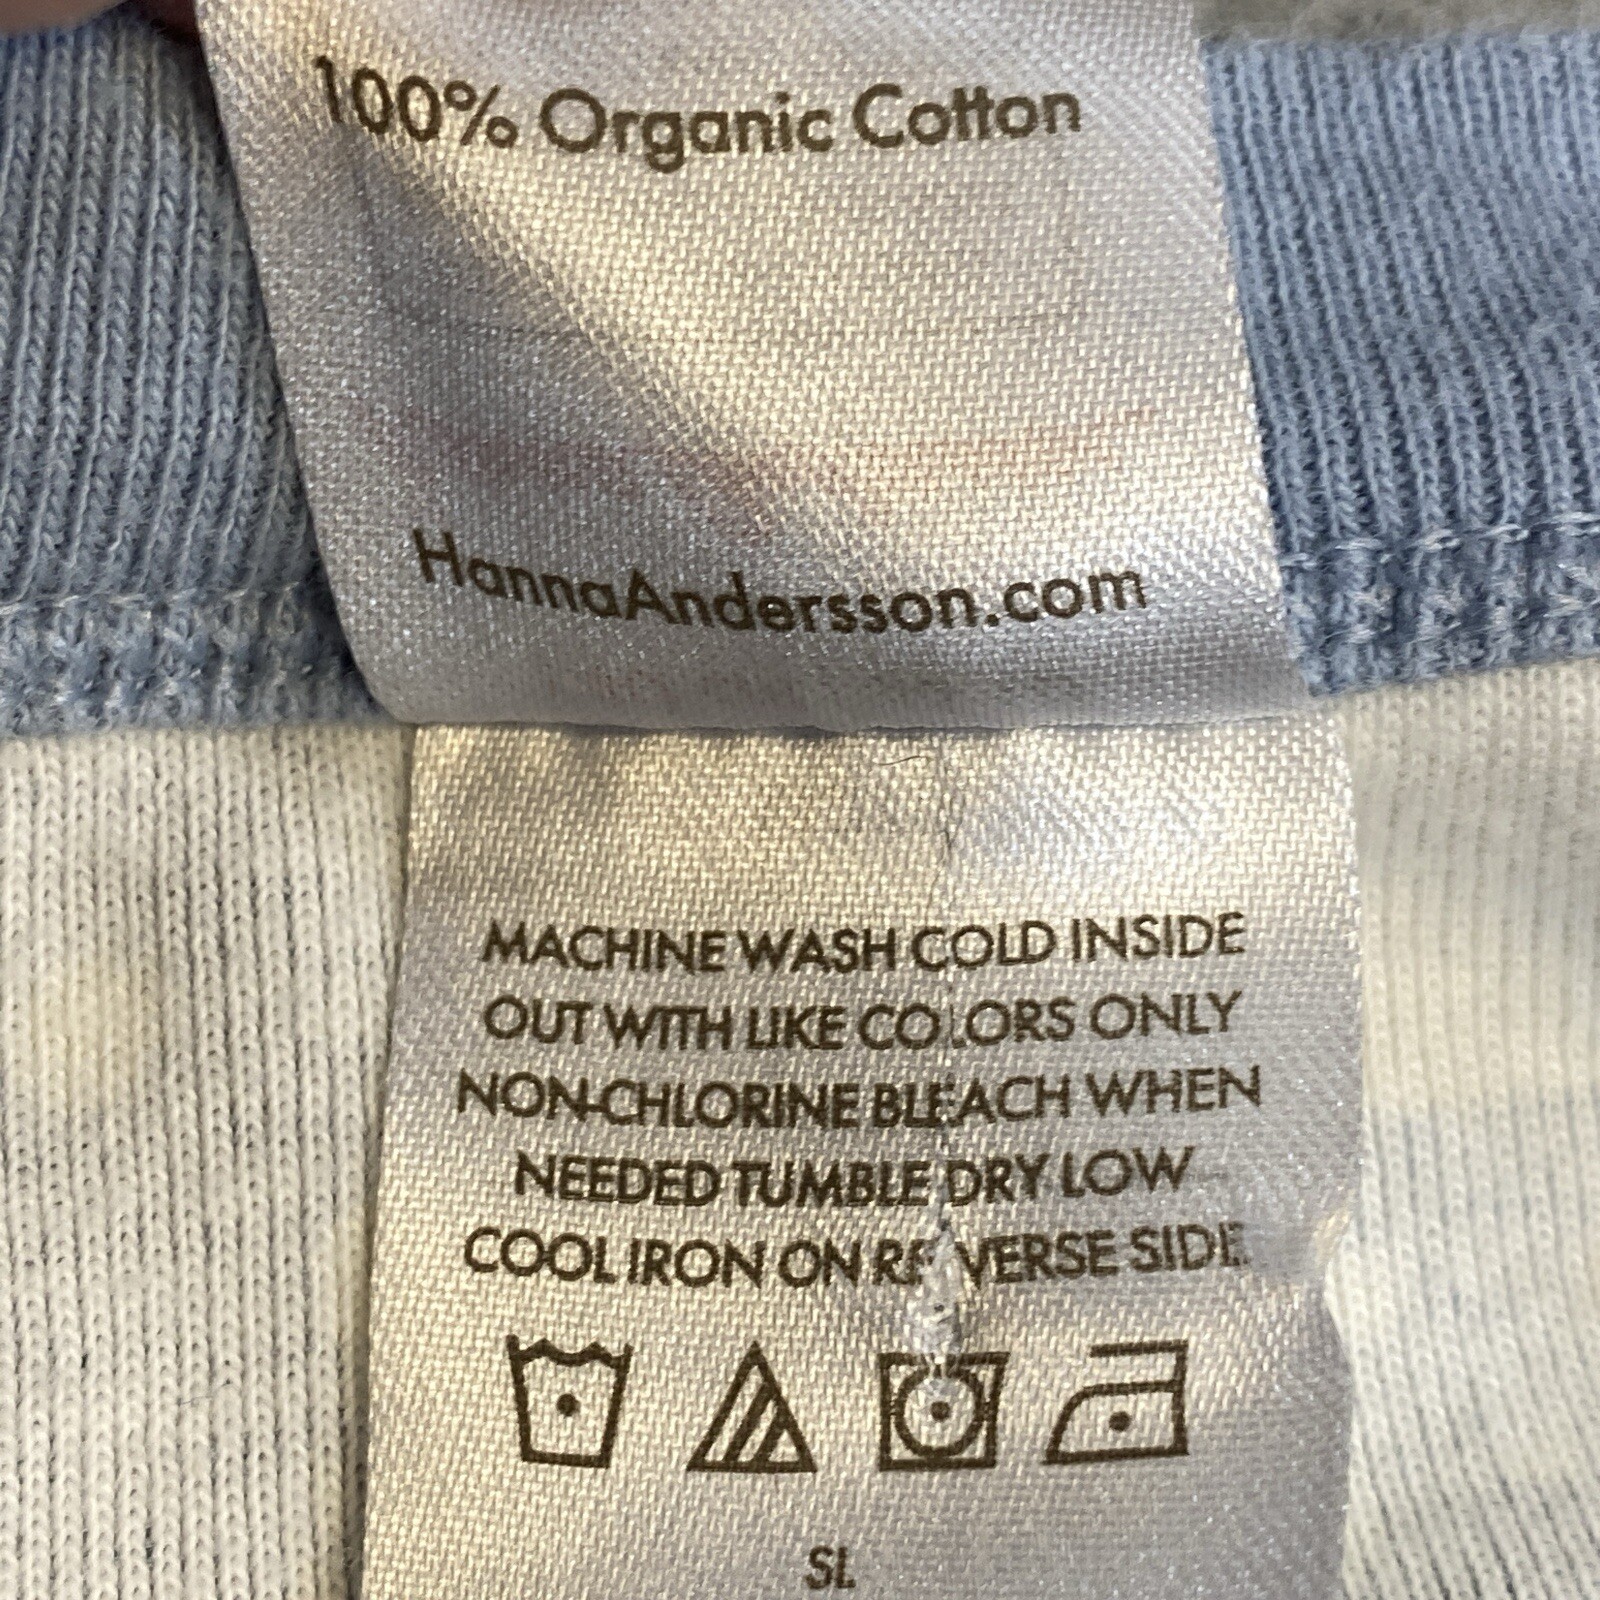 100% Organic Cotton
HannaAndersson.com
MACHINE WASH COLD INSIDE
OUT WITH LIKE COLORS ONLY
NON-CHLORINE BLEACH WHEN
NEEDED TUMBLE DRY LOW
COOL IRON ON REVERSE SIDE
SL